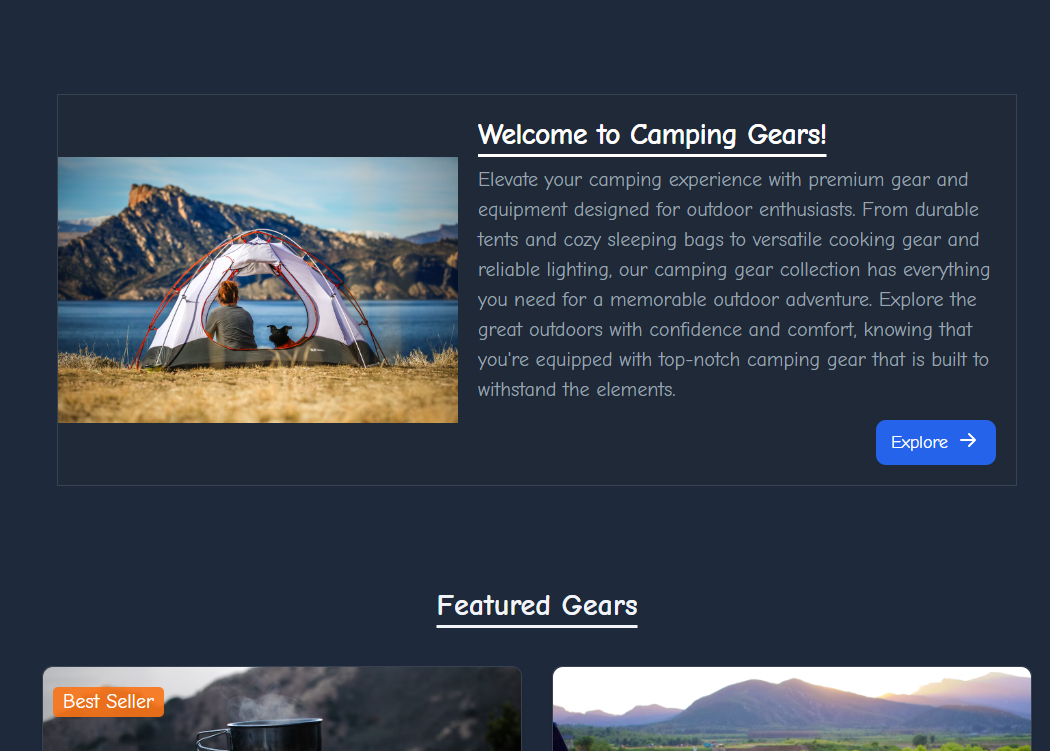 Welcome to Camping Gears!
Elevate your camping experience with premium gear and
equipment designed for outdoor enthusiasts. From durable
tents and cozy sleeping bags to versatile cooking gear and
reliable lighting, our camping gear collection has everything
you need for a memorable outdoor adventure. Explore the
great outdoors with confidence and comfort, knowing that
you're equipped with top-notch camping gear that is built to
withstand the elements.
Explore →
Featured Gears
Best Seller